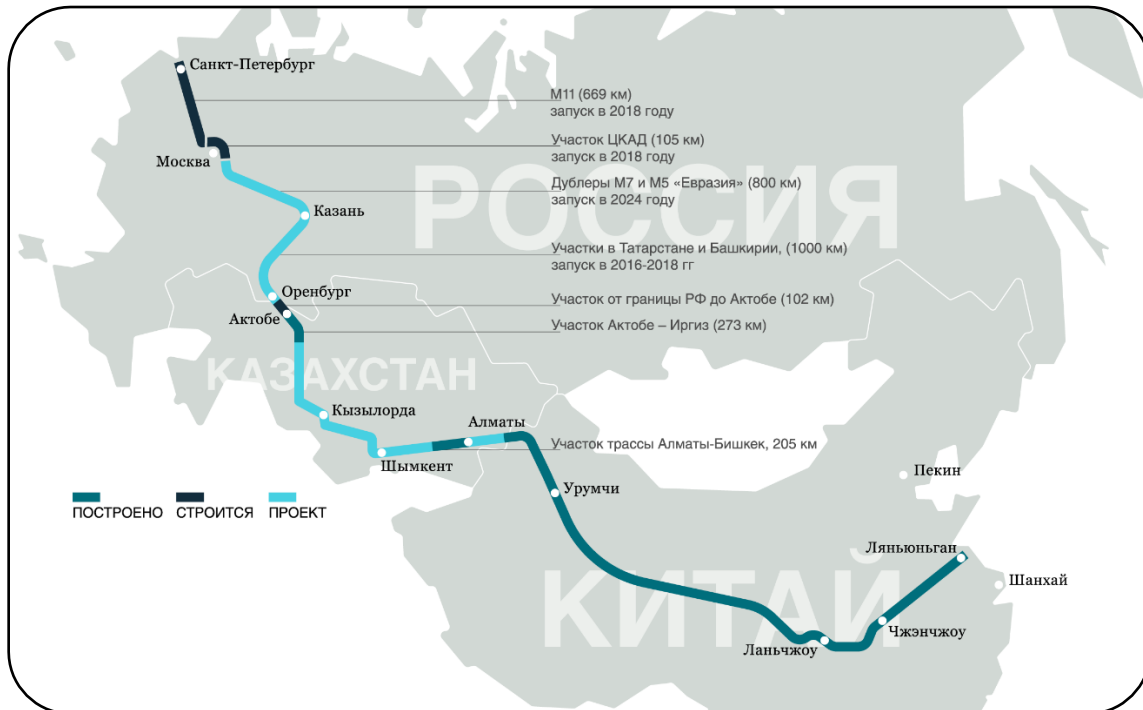 Санкт-Петербург
М11 (669 км)
запуск в 2018 году
Участок ЦКАД (105 км)
запуск в 2018 году
Москва
РОССИЯ
Дублеры М7 и М5 «Евразия» (800 км)
запуск в 2024 году
Казань
Участки в Татарстане и Башкирии, (1000 км)
запуск в 2016-2018 гг
Оренбург
Участок от границы РФ до Актобе (102 км)
Актобе
Участок Актобе – Иргиз (273 км)
КАЗАХСТАН
Кызылорда
Алматы
Участок трассы Алматы-Бишкек, 205 км
Шымкент
Пекин
Урумчи
ПОСТРОЕНО СТРОИТСЯ ПРОЕКТ
Ляньюньган
Шанхай
КИТАЙ
Чжэнчжоу
Ланьчжоу